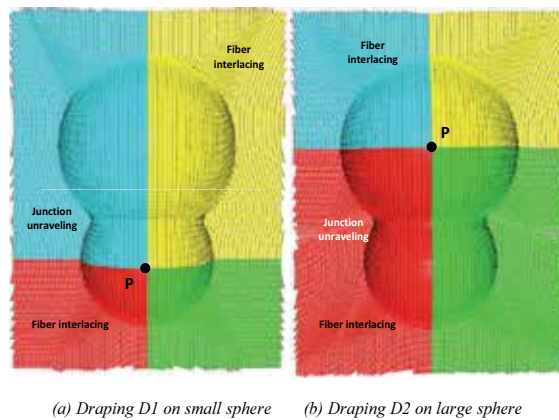 Fiber
interlacing
Junction
unraveling
P
Fiber interlacing
Fiber
interlacing
P
Junction
unraveling
Fiber interlacing
(a) Draping D1 on small sphere
(b) Draping D2 on large sphere